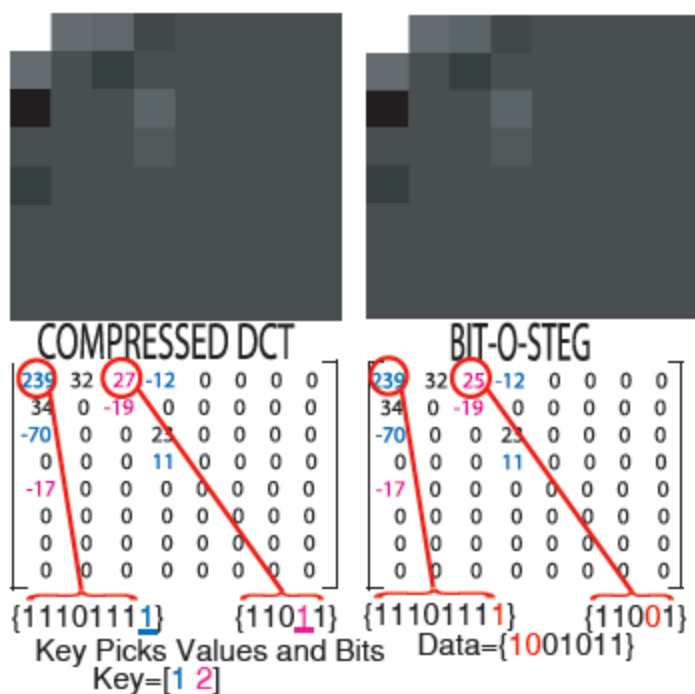 COMPRESSED DCT
239 32 27 -12 0 0 0 0
34 0 -19 0 0 0 0 0
-70 0 0 23 0 0 0 0
0 0 0 11 0 0 0 0
-17 0 0 0 0 0 0 0
0 0 0 0 0 0 0 0
0 0 0 0 0 0 0 0
0 0 0 0 0 0 0 0
{11101111}
{11011}
Key Picks Values and Bits
Key=[1 2]
BIT-O-STEG
239 32 25 -12 0 0 0 0
34 0 -19 0 0 0 0 0
-70 0 0 23 0 0 0 0
0 0 0 11 0 0 0 0
-17 0 0 0 0 0 0 0
0 0 0 0 0 0 0 0
0 0 0 0 0 0 0 0
0 0 0 0 0 0 0 0
{11101111}
{11001}
Data={1001011}